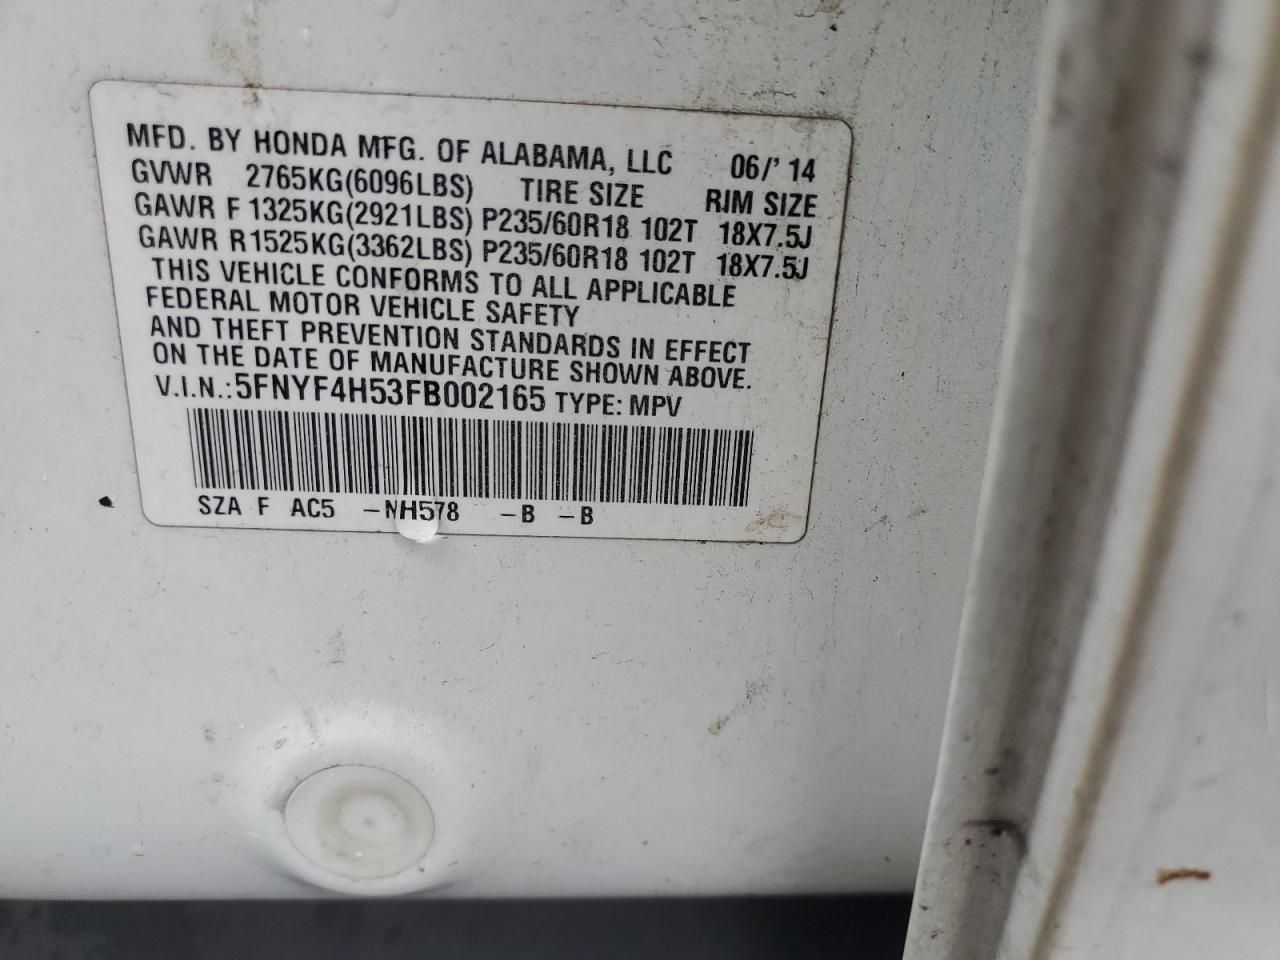 MFD. BY HONDA MFG. OF ALABAMA, LLC 06/' 14
GVWR 2765KG(6096LBS) TIRE SIZE RIM SIZE
GAWR F 1325KG(2921LBS) P235/60R18 102T 18X7.5J
GAWR R1525KG(3362LBS) P235/60R18 102T 18X7.5J
THIS VEHICLE CONFORMS TO ALL APPLICABLE
FEDERAL MOTOR VEHICLE SAFETY
AND THEFT PREVENTION STANDARDS IN EFFECT
ON THE DATE OF MANUFACTURE SHOWN ABOVE.
V.I.N.:5FNYF4H53FB002165 TYPE: MPV
SZA F AC5 -NH578 -B -B